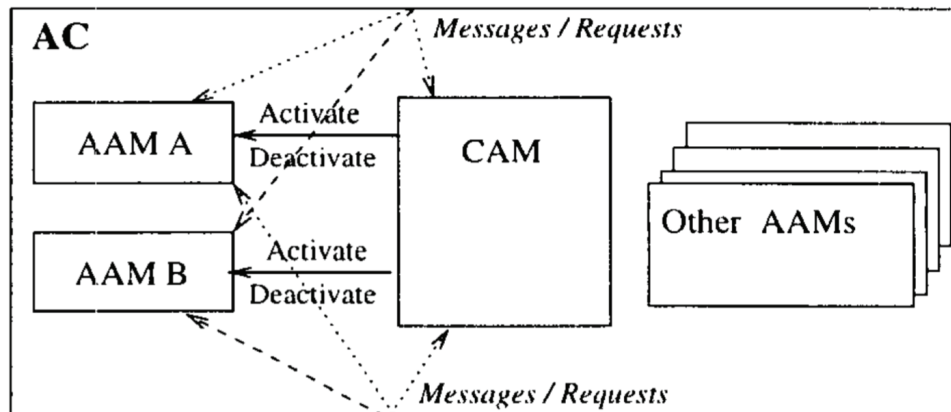 AC
Messages / Requests
AAM A
Activate
Deactivate
CAM
Other AAMs
AAM B
Activate
Deactivate
Messages / Requests